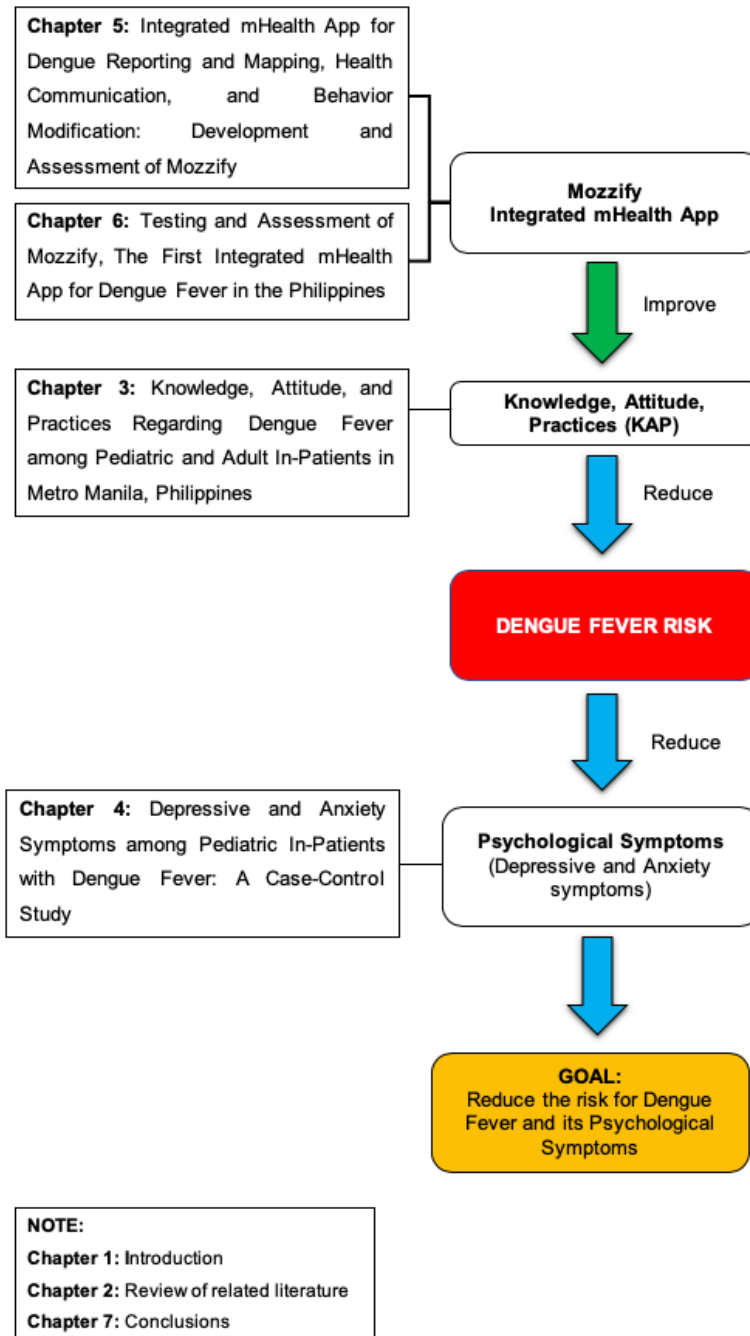 Chapter 5: Integrated mHealth App for
Dengue Reporting and Mapping, Health
Communication, and Behavior
Modification: Development and
Assessment of Mozzify
Mozzify
Integrated mHealth App
Chapter 6: Testing and Assessment of
Mozzify, The First Integrated mHealth
App for Dengue Fever in the Philippines
Improve
Chapter 3: Knowledge, Attitude, and
Practices Regarding Dengue Fever
among Pediatric and Adult In-Patients in
Metro Manila, Philippines
Knowledge, Attitude,
Practices (KAP)
Reduce
DENGUE FEVER RISK
Reduce
Chapter 4: Depressive and Anxiety
Symptoms among Pediatric In-Patients
with Dengue Fever: A Case-Control
Study
Psychological Symptoms
(Depressive and Anxiety
symptoms)
GOAL:
Reduce the risk for Dengue
Fever and its Psychological
Symptoms
NOTE:
Chapter 1: Introduction
Chapter 2: Review of related literature
Chapter 7: Conclusions